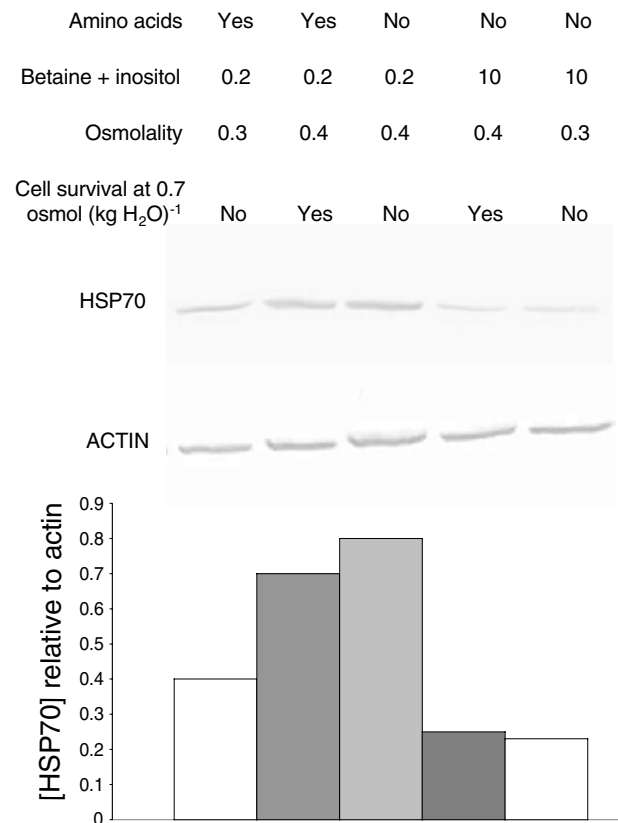 Amino acids Yes Yes No No No
Betaine + inositol 0.2 0.2 0.2 10 10
Osmolality 0.3 0.4 0.4 0.4 0.3
Cell survival at 0.7
osmol (kg H₂O)⁻¹ No Yes No Yes No
HSP70
ACTIN
[HSP70] relative to actin
0.9
0.8
0.7
0.6
0.5
0.4
0.3
0.2
0.1
0